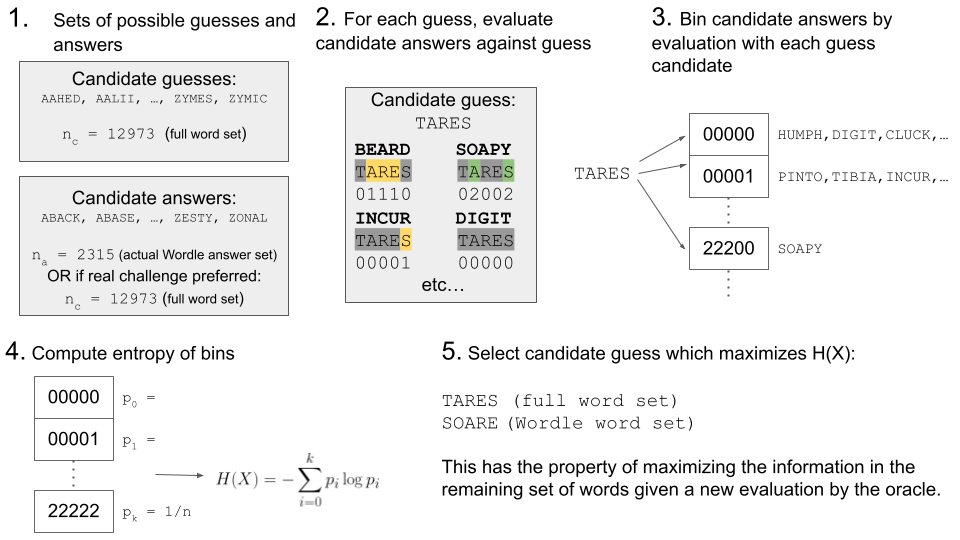 1. Sets of possible guesses and
answers
Candidate guesses:
AAHED, AALII, …, ZYMES, ZYMIC
n_c = 12973 (full word set)
Candidate answers:
ABACK, ABASE, …, ZESTY, ZONAL
n_a = 2315 (actual Wordle answer set)
OR if real challenge preferred:
n_c = 12973 (full word set)
2. For each guess, evaluate
candidate answers against guess
Candidate guess:
TARES
BEARD SOAPY
TARES TARES
01110 02002
INCUR DIGIT
TARES TARES
00001 00000
etc…
3. Bin candidate answers by
evaluation with each guess
candidate
TARES
00000 HUMPH,DIGIT,CLUCK,…
00001 PINTO,TIBIA,INCUR,…
22200 SOAPY
4. Compute entropy of bins
00000 p_0 =
00001 p_1 =
22222 p_k = 1/n
H(X) = −∑_{i=0}^{k} p_i log p_i
5. Select candidate guess which maximizes H(X):
TARES (full word set)
SOARE (Wordle word set)
This has the property of maximizing the information in the
remaining set of words given a new evaluation by the oracle.